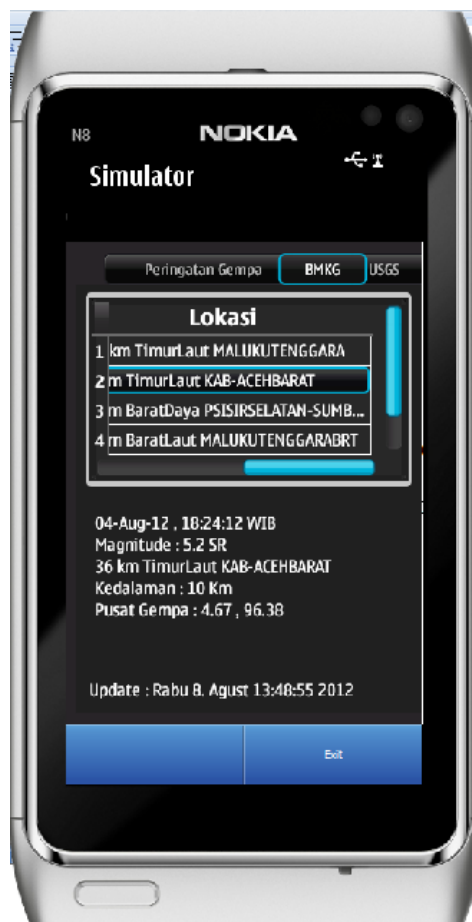 N8 NOKIA
Simulator
Peringatan Gempa BMKG USGS
Lokasi
1 km TimurLaut MALUKUTENGGARA
2 m TimurLaut KAB-ACEHBARAT
3 m BaratDaya PSISIRSELATAN-SUMB...
4 m BaratLaut MALUKUTENGGARABRT
04-Aug-12 , 18:24:12 WIB
Magnitude : 5.2 SR
36 km TimurLaut KAB-ACEHBARAT
Kedalaman : 10 Km
Pusat Gempa : 4.67 , 96.38
Update : Rabu 8. Agust 13:48:55 2012
Exit